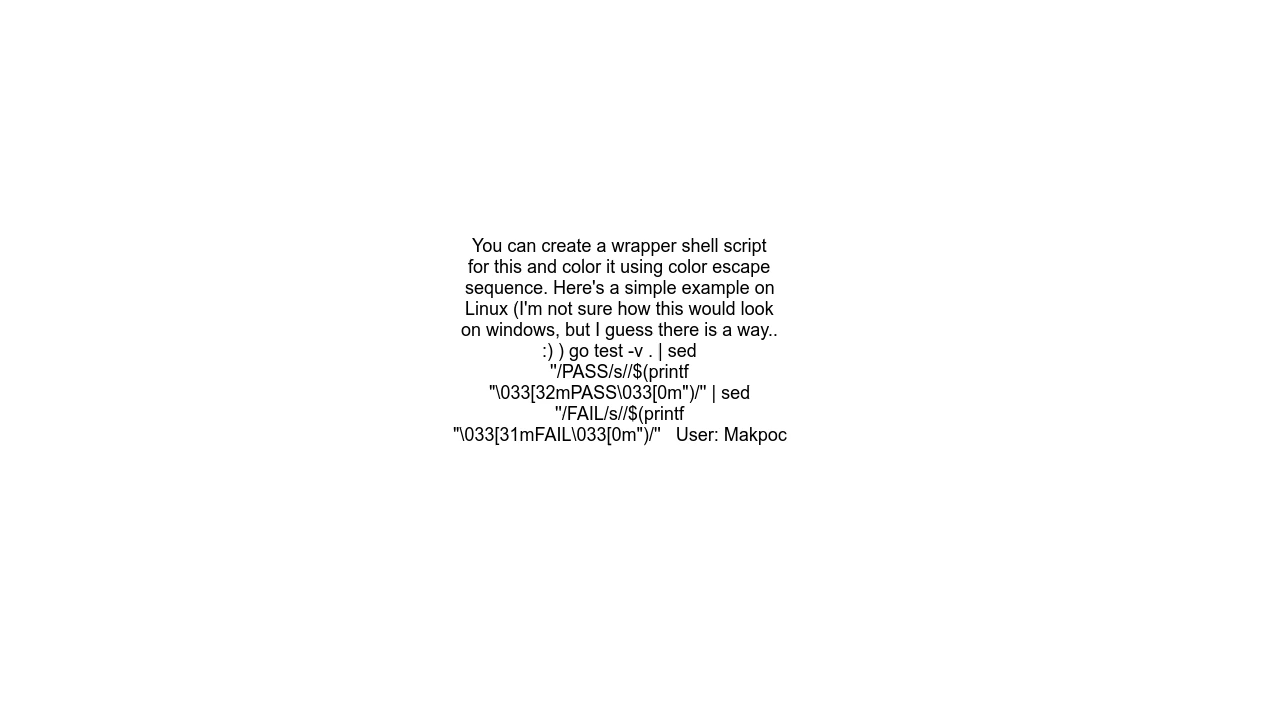 You can create a wrapper shell script
for this and color it using color escape
sequence. Here's a simple example on
Linux (I'm not sure how this would look
on windows, but I guess there is a way..
:) ) go test -v . | sed
''/PASS/s//$(printf
"\033[32mPASS\033[0m")/'' | sed
''/FAIL/s//$(printf
"\033[31mFAIL\033[0m")/''   User: Makpoc